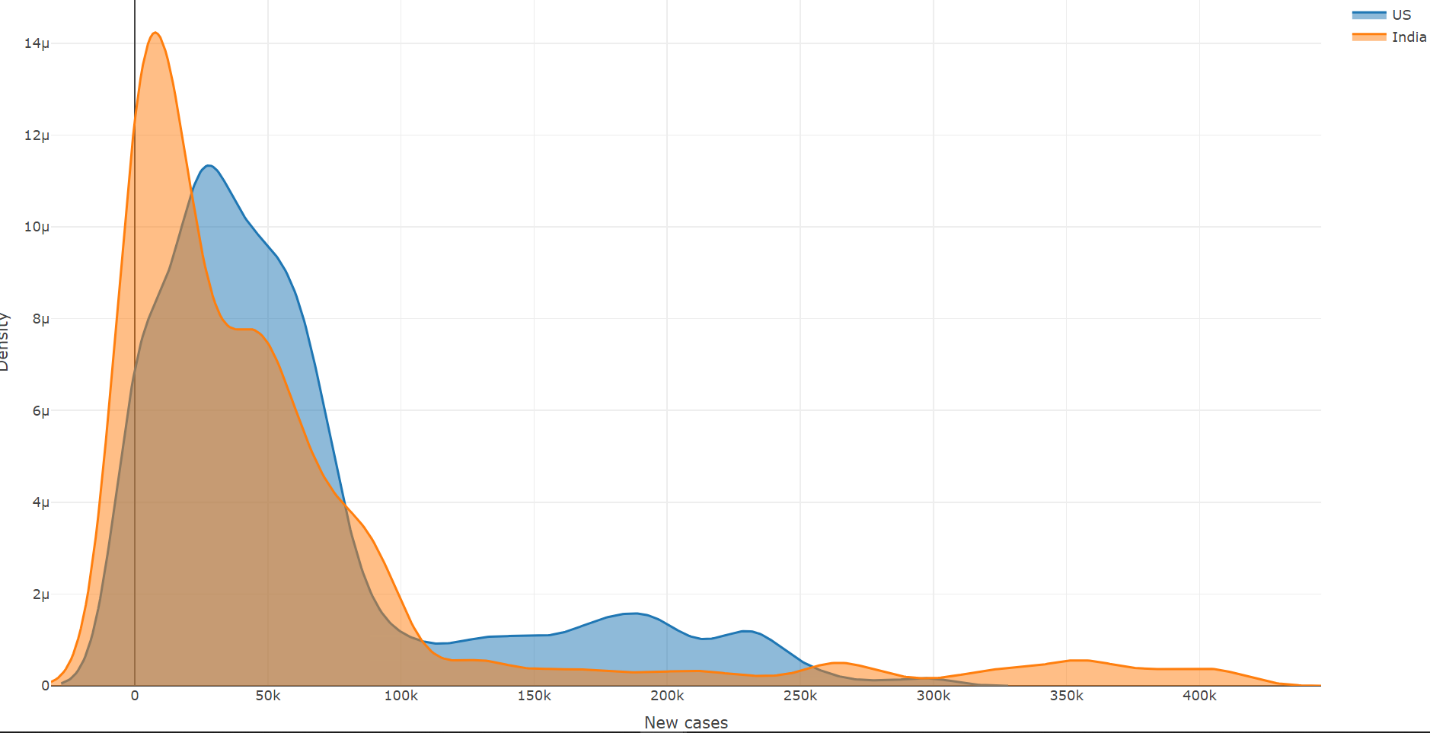 US
India
14μ
12μ
10μ
8μ
6μ
4μ
2μ
0
Density
0 50k 100k 150k 200k 250k 300k 350k 400k
New cases